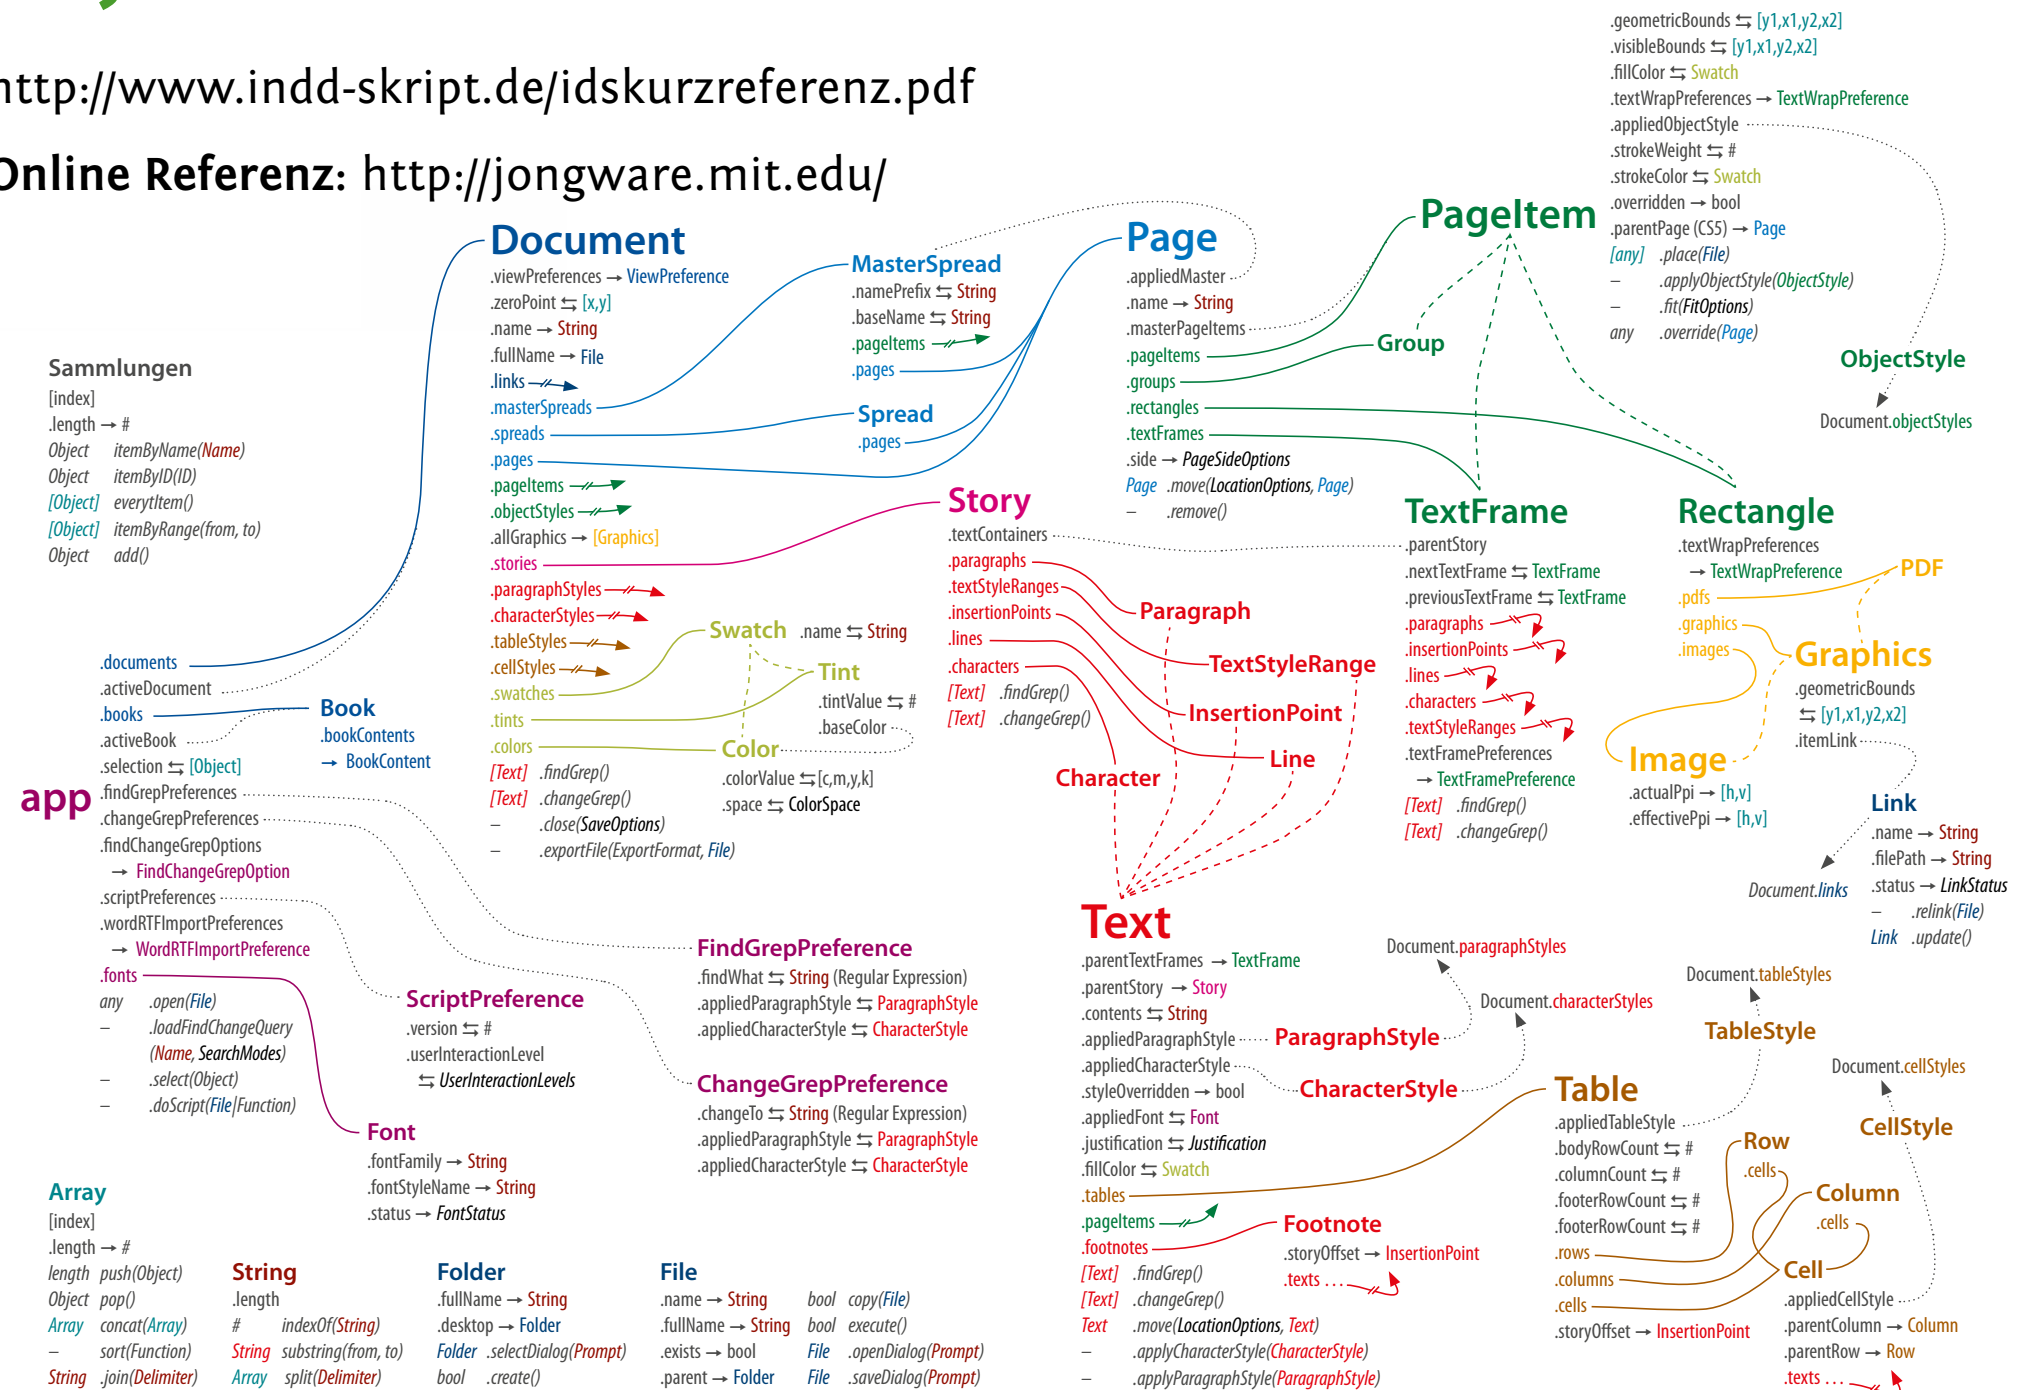 http://www.indd-skript.de/idskurzreferenz.pdf
Online Referenz: http://jongware.mit.edu/
Sammlungen
[index]
.length → #
Object itemByName(Name)
Object itemByID(ID)
[Object] everytItem()
[Object] itemByRange(from, to)
Object add()
app
.documents
.activeDocument
.books
.activeBook
.selection ⇆ [Object]
.findGrepPreferences
.changeGrepPreferences
.findChangeGrepOptions
→ FindChangeGrepOption
.scriptPreferences
.wordRTFImportPreferences
→ WordRTFImportPreference
.fonts
any .open(File)
– .loadFindChangeQuery
(Name, SearchModes)
– .select(Object)
– .doScript(File|Function)
Book
.bookContents
→ BookContent
Document
.viewPreferences → ViewPreference
.zeroPoint ⇆ [x,y]
.name → String
.fullName → File
.links
.masterSpreads
.spreads
.pages
.pageItems
.objectStyles
.allGraphics → [Graphics]
.stories
.paragraphStyles
.characterStyles
.tableStyles
.cellStyles
.swatches
.tints
.colors
[Text] .findGrep()
[Text] .changeGrep()
– .close(SaveOptions)
– .exportFile(ExportFormat, File)
MasterSpread
.namePrefix ⇆ String
.baseName ⇆ String
.pageItems
.pages
Spread
.pages
Swatch .name ⇆ String
Tint
.tintValue ⇆ #
.baseColor
Color
.colorValue ⇆ [c,m,y,k]
.space ⇆ ColorSpace
Page
.appliedMaster
.name → String
.masterPageItems
.pageItems
.groups
.rectangles
.textFrames
.side → PageSideOptions
Page .move(LocationOptions, Page)
– .remove()
PageItem
.geometricBounds ⇆ [y1,x1,y2,x2]
.visibleBounds ⇆ [y1,x1,y2,x2]
.fillColor ⇆ Swatch
.textWrapPreferences → TextWrapPreference
.appliedObjectStyle
.strokeWeight ⇆ #
.strokeColor ⇆ Swatch
.overridden → bool
.parentPage (CS5) → Page
[any] .place(File)
– .applyObjectStyle(ObjectStyle)
– .fit(FitOptions)
any .override(Page)
Group
ObjectStyle
Document.objectStyles
Story
.textContainers
.paragraphs
.textStyleRanges
.insertionPoints
.lines
.characters
[Text] .findGrep()
[Text] .changeGrep()
Paragraph
TextStyleRange
InsertionPoint
Line
Character
TextFrame
.parentStory
.nextTextFrame ⇆ TextFrame
.previousTextFrame ⇆ TextFrame
.paragraphs
.insertionPoints
.lines
.characters
.textStyleRanges
.textFramePreferences
→ TextFramePreference
[Text] .findGrep()
[Text] .changeGrep()
Rectangle
.textWrapPreferences
→ TextWrapPreference
.pdfs
.graphics
.images
PDF
Graphics
.geometricBounds
⇆ [y1,x1,y2,x2]
.itemLink
Image
.actualPpi → [h,v]
.effectivePpi → [h,v]
Link
.name → String
.filePath → String
.status → LinkStatus
– .relink(File)
Link .update()
Document.links
FindGrepPreference
.findWhat ⇆ String (Regular Expression)
.appliedParagraphStyle ⇆ ParagraphStyle
.appliedCharacterStyle ⇆ CharacterStyle
ScriptPreference
.version ⇆ #
.userInteractionLevel
⇆ UserInteractionLevels
ChangeGrepPreference
.changeTo ⇆ String (Regular Expression)
.appliedParagraphStyle ⇆ ParagraphStyle
.appliedCharacterStyle ⇆ CharacterStyle
Font
.fontFamily → String
.fontStyleName → String
.status → FontStatus
Text
.parentTextFrames → TextFrame
.parentStory → Story
.contents ⇆ String
.appliedParagraphStyle
.appliedCharacterStyle
.styleOverridden → bool
.appliedFont ⇆ Font
.justification ⇆ Justification
.fillColor ⇆ Swatch
.tables
.pageItems
.footnotes
[Text] .findGrep()
[Text] .changeGrep()
Text .move(LocationOptions, Text)
– .applyCharacterStyle(CharacterStyle)
– .applyParagraphStyle(ParagraphStyle)
ParagraphStyle
CharacterStyle
Document.paragraphStyles
Document.characterStyles
Footnote
.storyOffset → InsertionPoint
.texts ...
Document.tableStyles
TableStyle
Table
.appliedTableStyle
.bodyRowCount ⇆ #
.columnCount ⇆ #
.footerRowCount ⇆ #
.footerRowCount ⇆ #
.rows
.columns
.cells
.storyOffset → InsertionPoint
Row
.cells
Column
.cells
Document.cellStyles
CellStyle
Cell
.appliedCellStyle
.parentColumn → Column
.parentRow → Row
.texts ...
Array
[index]
.length → #
length push(Object)
Object pop()
Array concat(Array)
– sort(Function)
String .join(Delimiter)
String
.length
# indexOf(String)
String substring(from, to)
Array split(Delimiter)
Folder
.fullName → String
.desktop → Folder
Folder .selectDialog(Prompt)
bool .create()
File
.name → String
.fullName → String
.exists → bool
.parent → Folder
bool copy(File)
bool execute()
File .openDialog(Prompt)
File .saveDialog(Prompt)